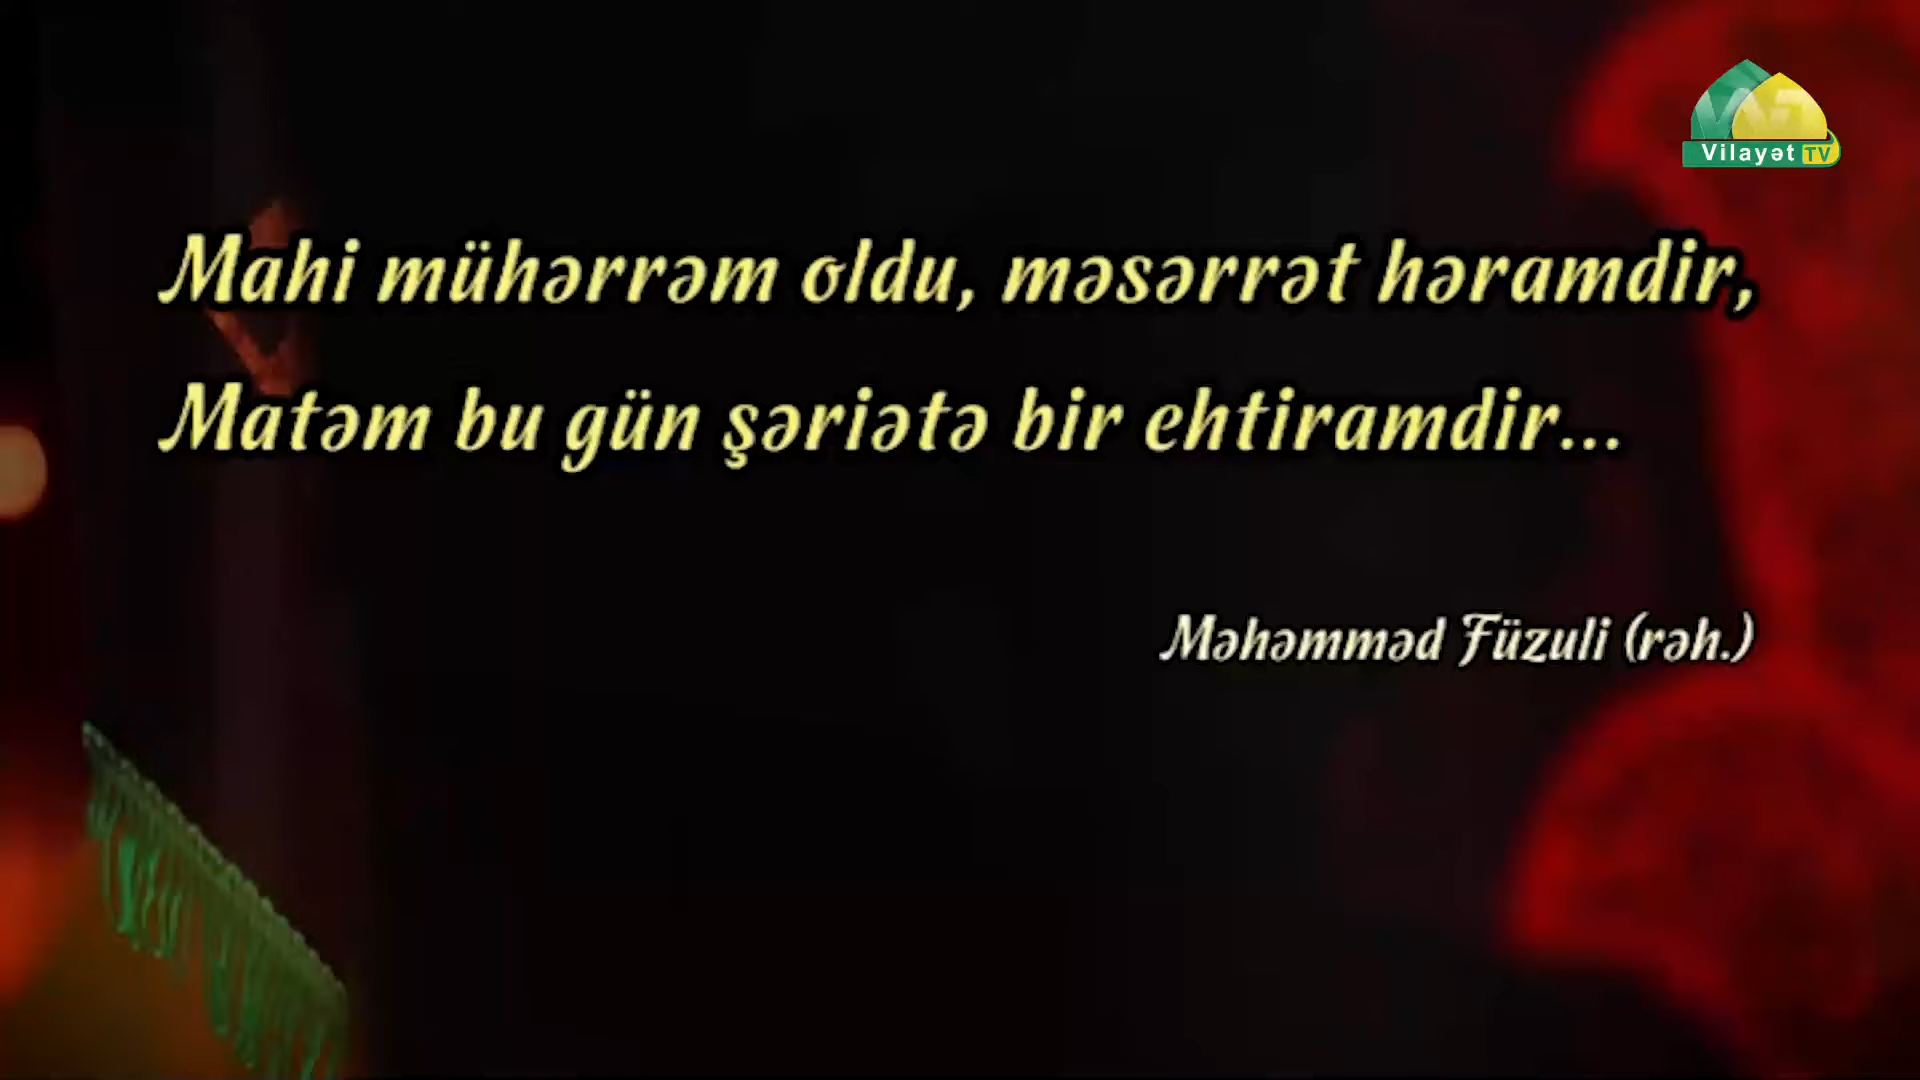 Vilayət TV
Mahi mühərrəm oldu, məsərrət həramdir,
Matəm bu gün şəriətə bir ehtiramdir...
Məhəmməd Füzuli (rəh.)